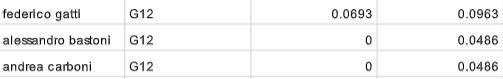 federico gatti G12 0.0693 0.0963
alessandro bastoni G12 0 0.0486
andrea carboni G12 0 0.0486